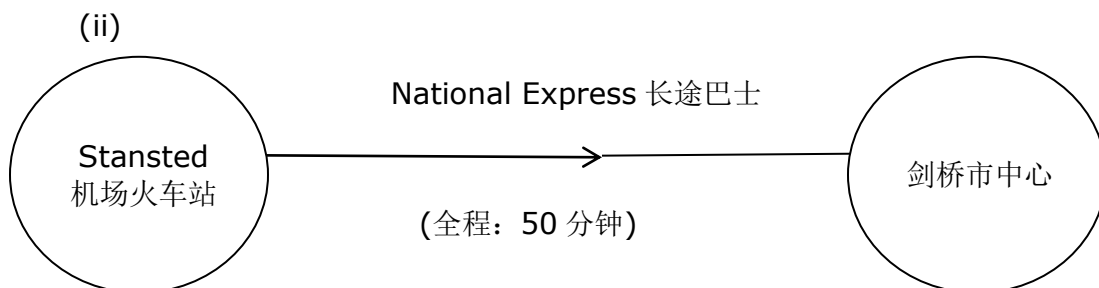 (ii)
National Express 长途巴士
Stansted
机场火车站
剑桥市中心
(全程：50 分钟)